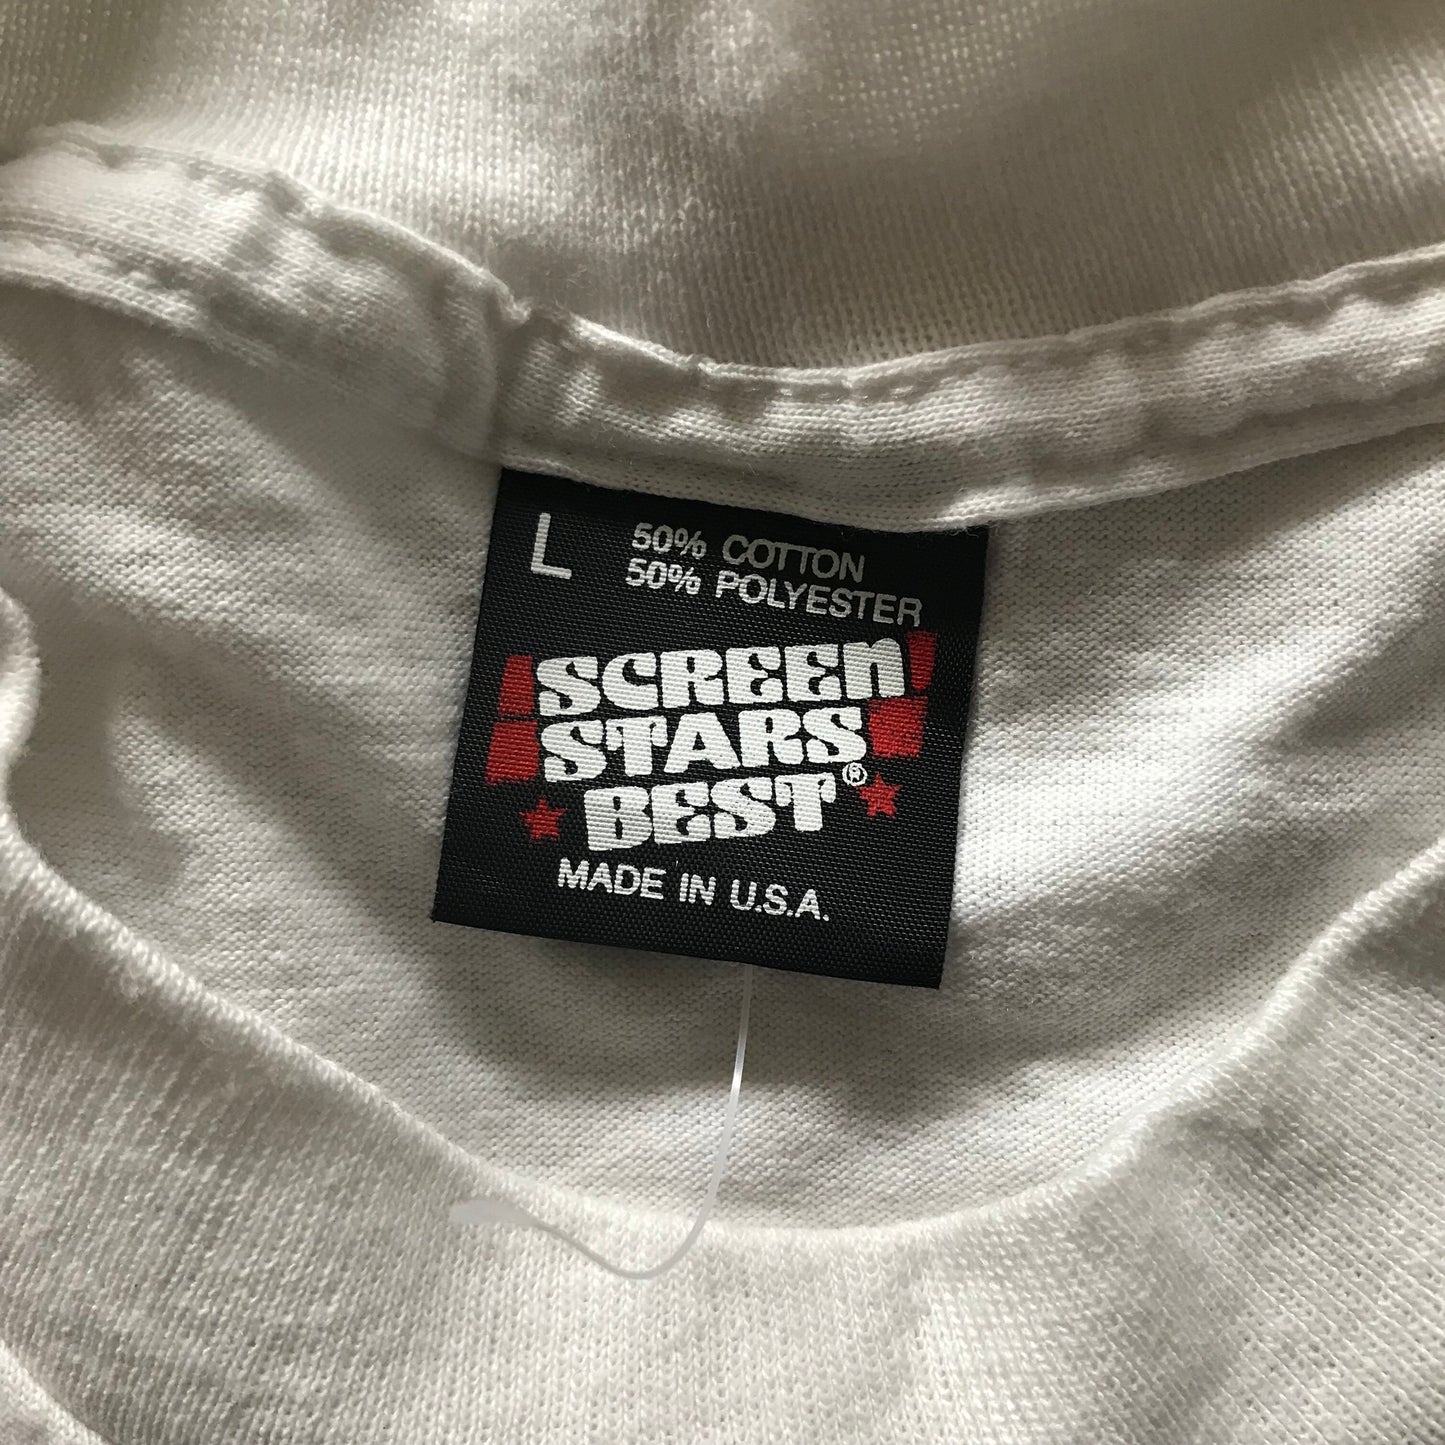 L 50% COTTON
50% POLYESTER
SCREEN
STARS
BEST®
MADE IN U.S.A.